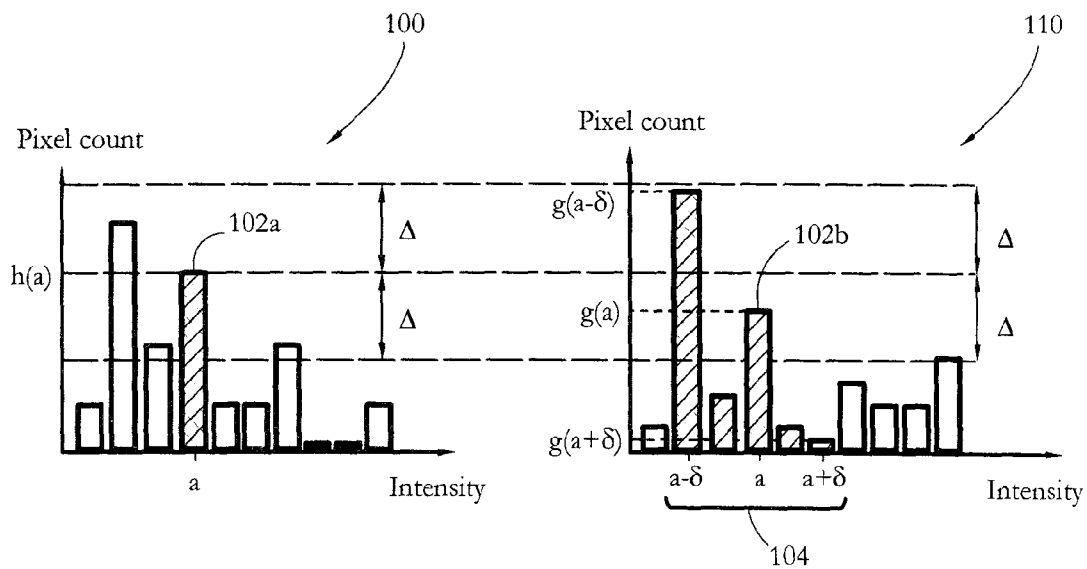 100
110
Pixel count
Pixel count
g(a-δ)
102a
Δ
102b
Δ
h(a)
g(a)
Δ
Δ
g(a+δ)
a
Intensity
a-δ
a
a+δ
Intensity
104